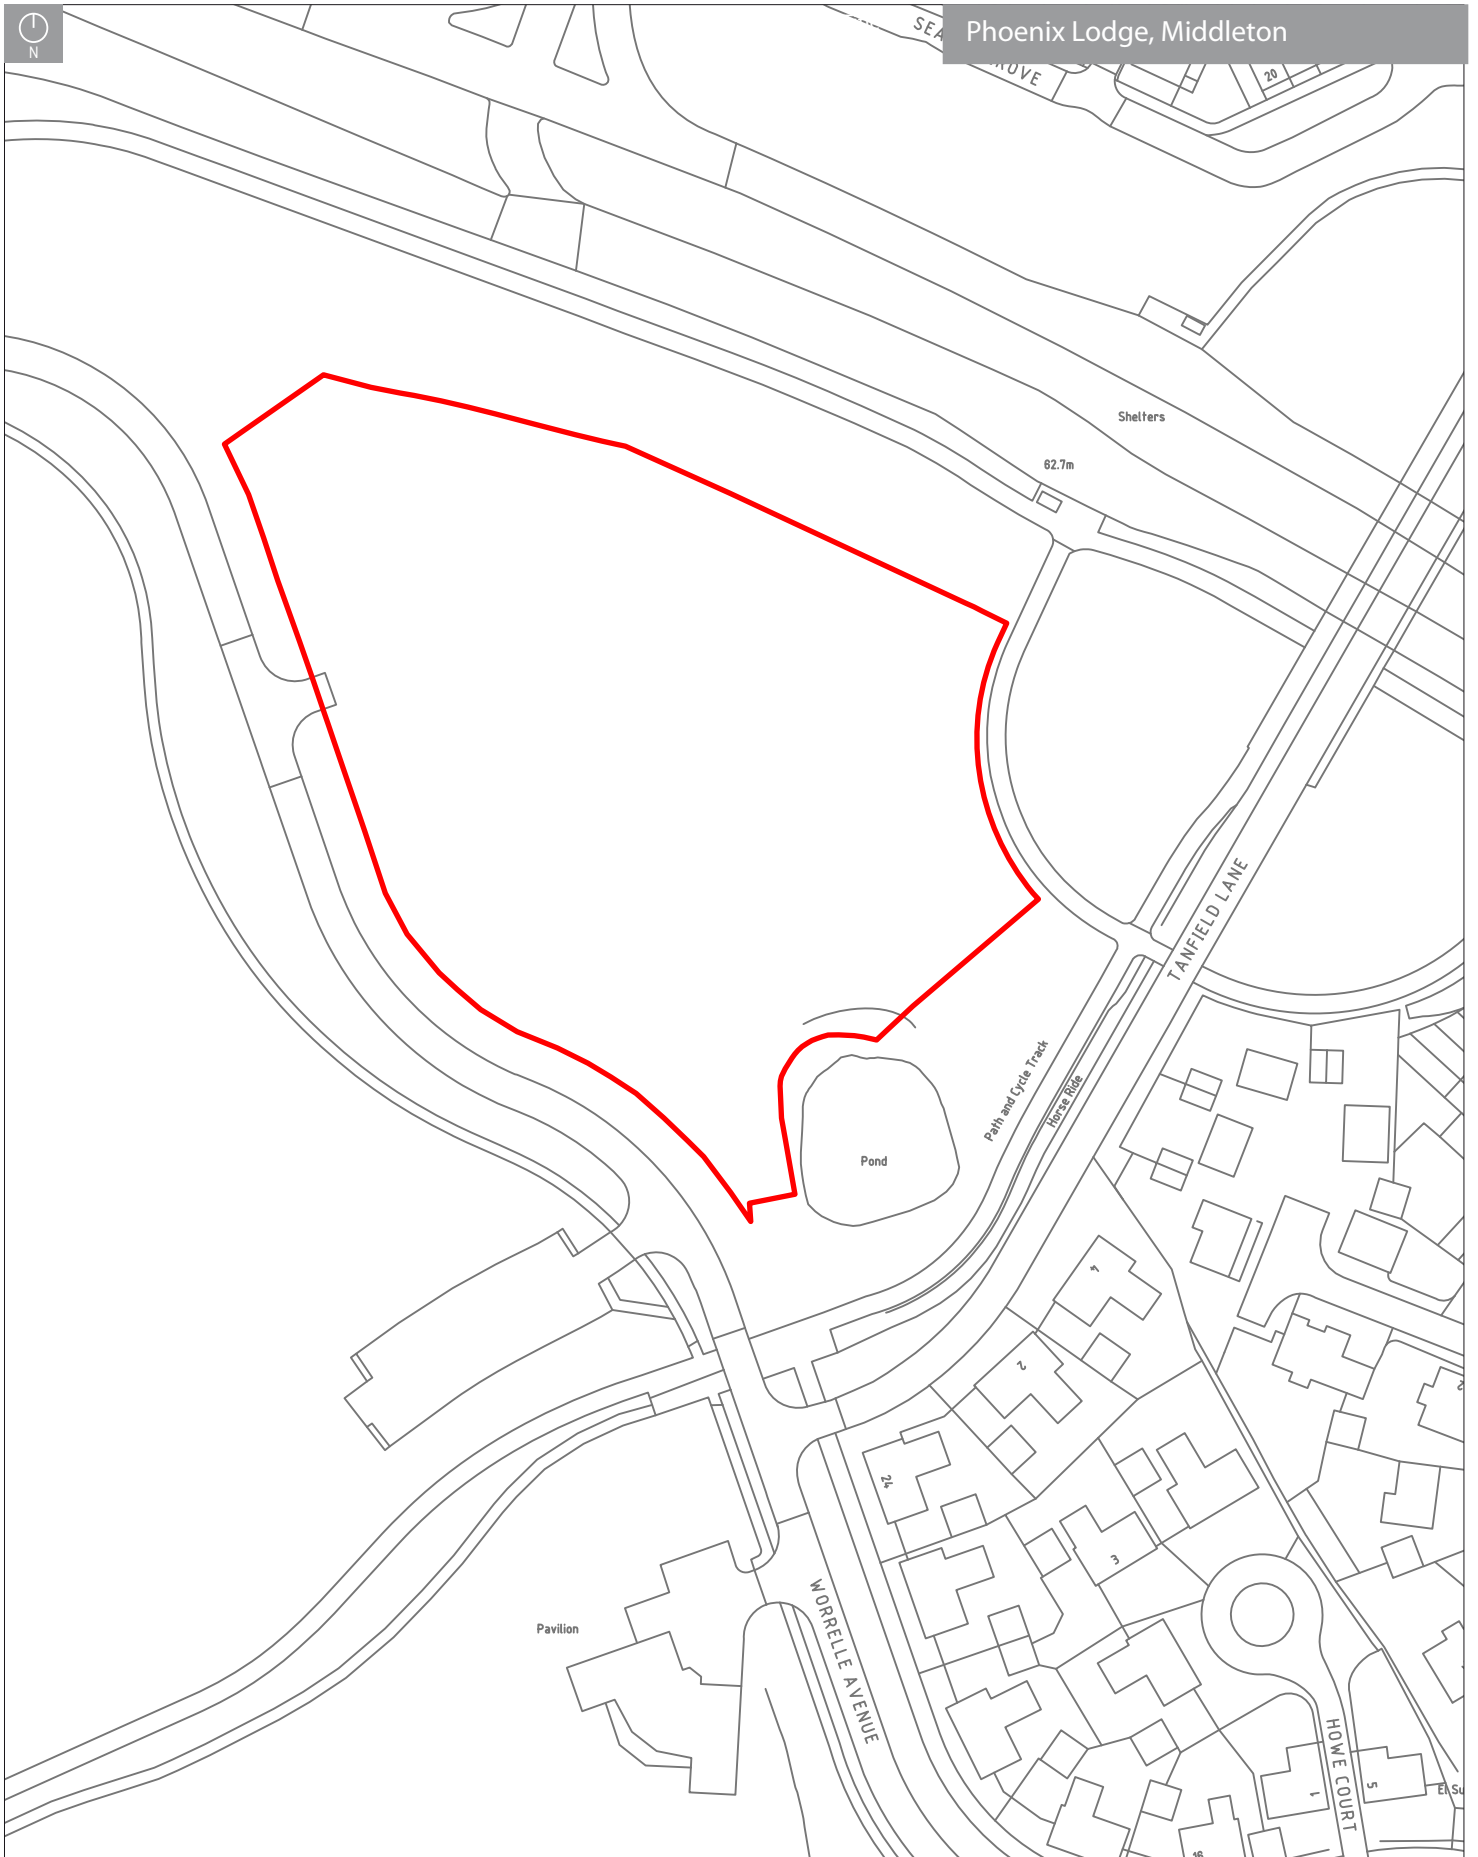 N
Phoenix Lodge, Middleton
20
Shelters
62.7m
TANFIELD LANE
Path and Cycle Track
Horse Ride
Pond
4
2
24
3
Pavilion
WORRELLE AVENUE
HOWE COURT
1
5
16